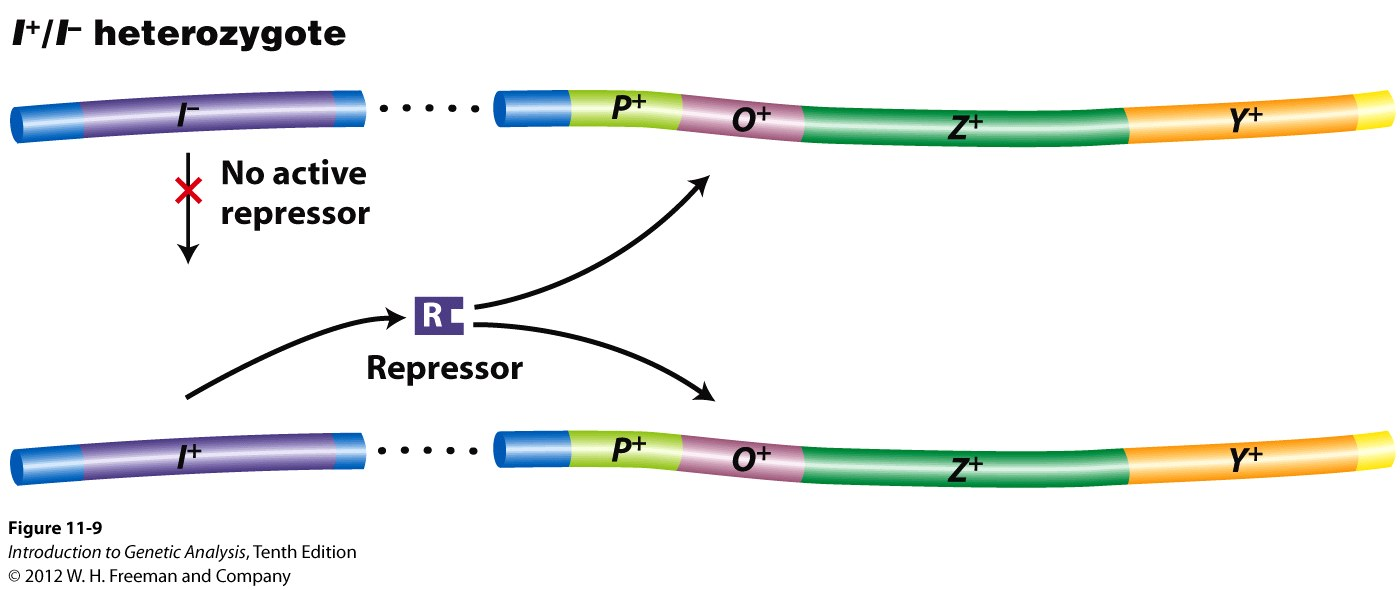 I⁺/I⁻ heterozygote
I⁻
P⁺
O⁺
Z⁺
Y⁺
No active
repressor
R
Repressor
I⁺
P⁺
O⁺
Z⁺
Y⁺
Figure 11-9
Introduction to Genetic Analysis, Tenth Edition
© 2012 W. H. Freeman and Company